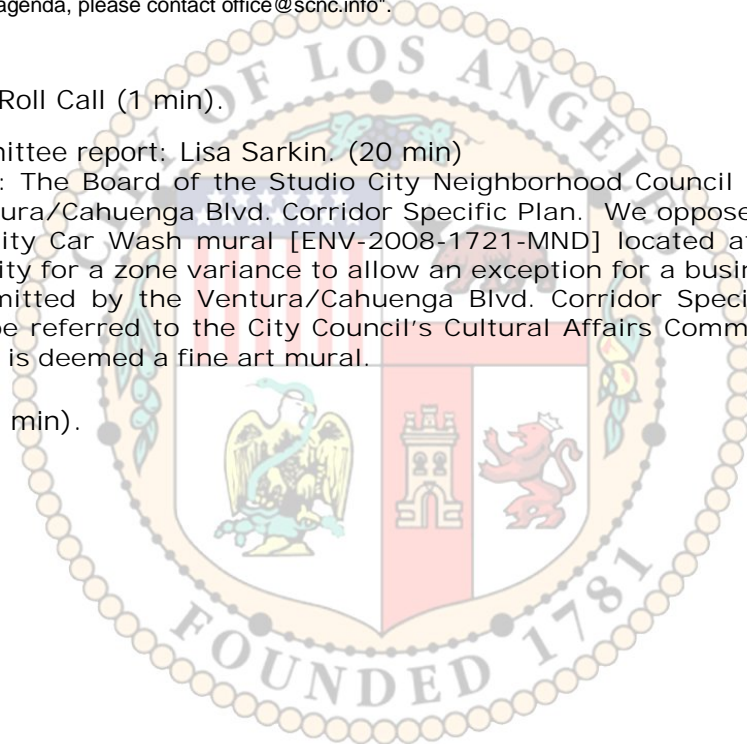 agenda, please contact office@scnc.info".
CITY OF LOS ANGELES
Roll Call (1 min).
ittee report: Lisa Sarkin. (20 min)
: The Board of the Studio City Neighborhood Council
ura/Cahuenga Blvd. Corridor Specific Plan. We oppose
ity Car Wash mural [ENV-2008-1721-MND] located at
ity for a zone variance to allow an exception for a busin
mitted by the Ventura/Cahuenga Blvd. Corridor Speci
be referred to the City Council's Cultural Affairs Comm
is deemed a fine art mural.
min).
FOUNDED 1781